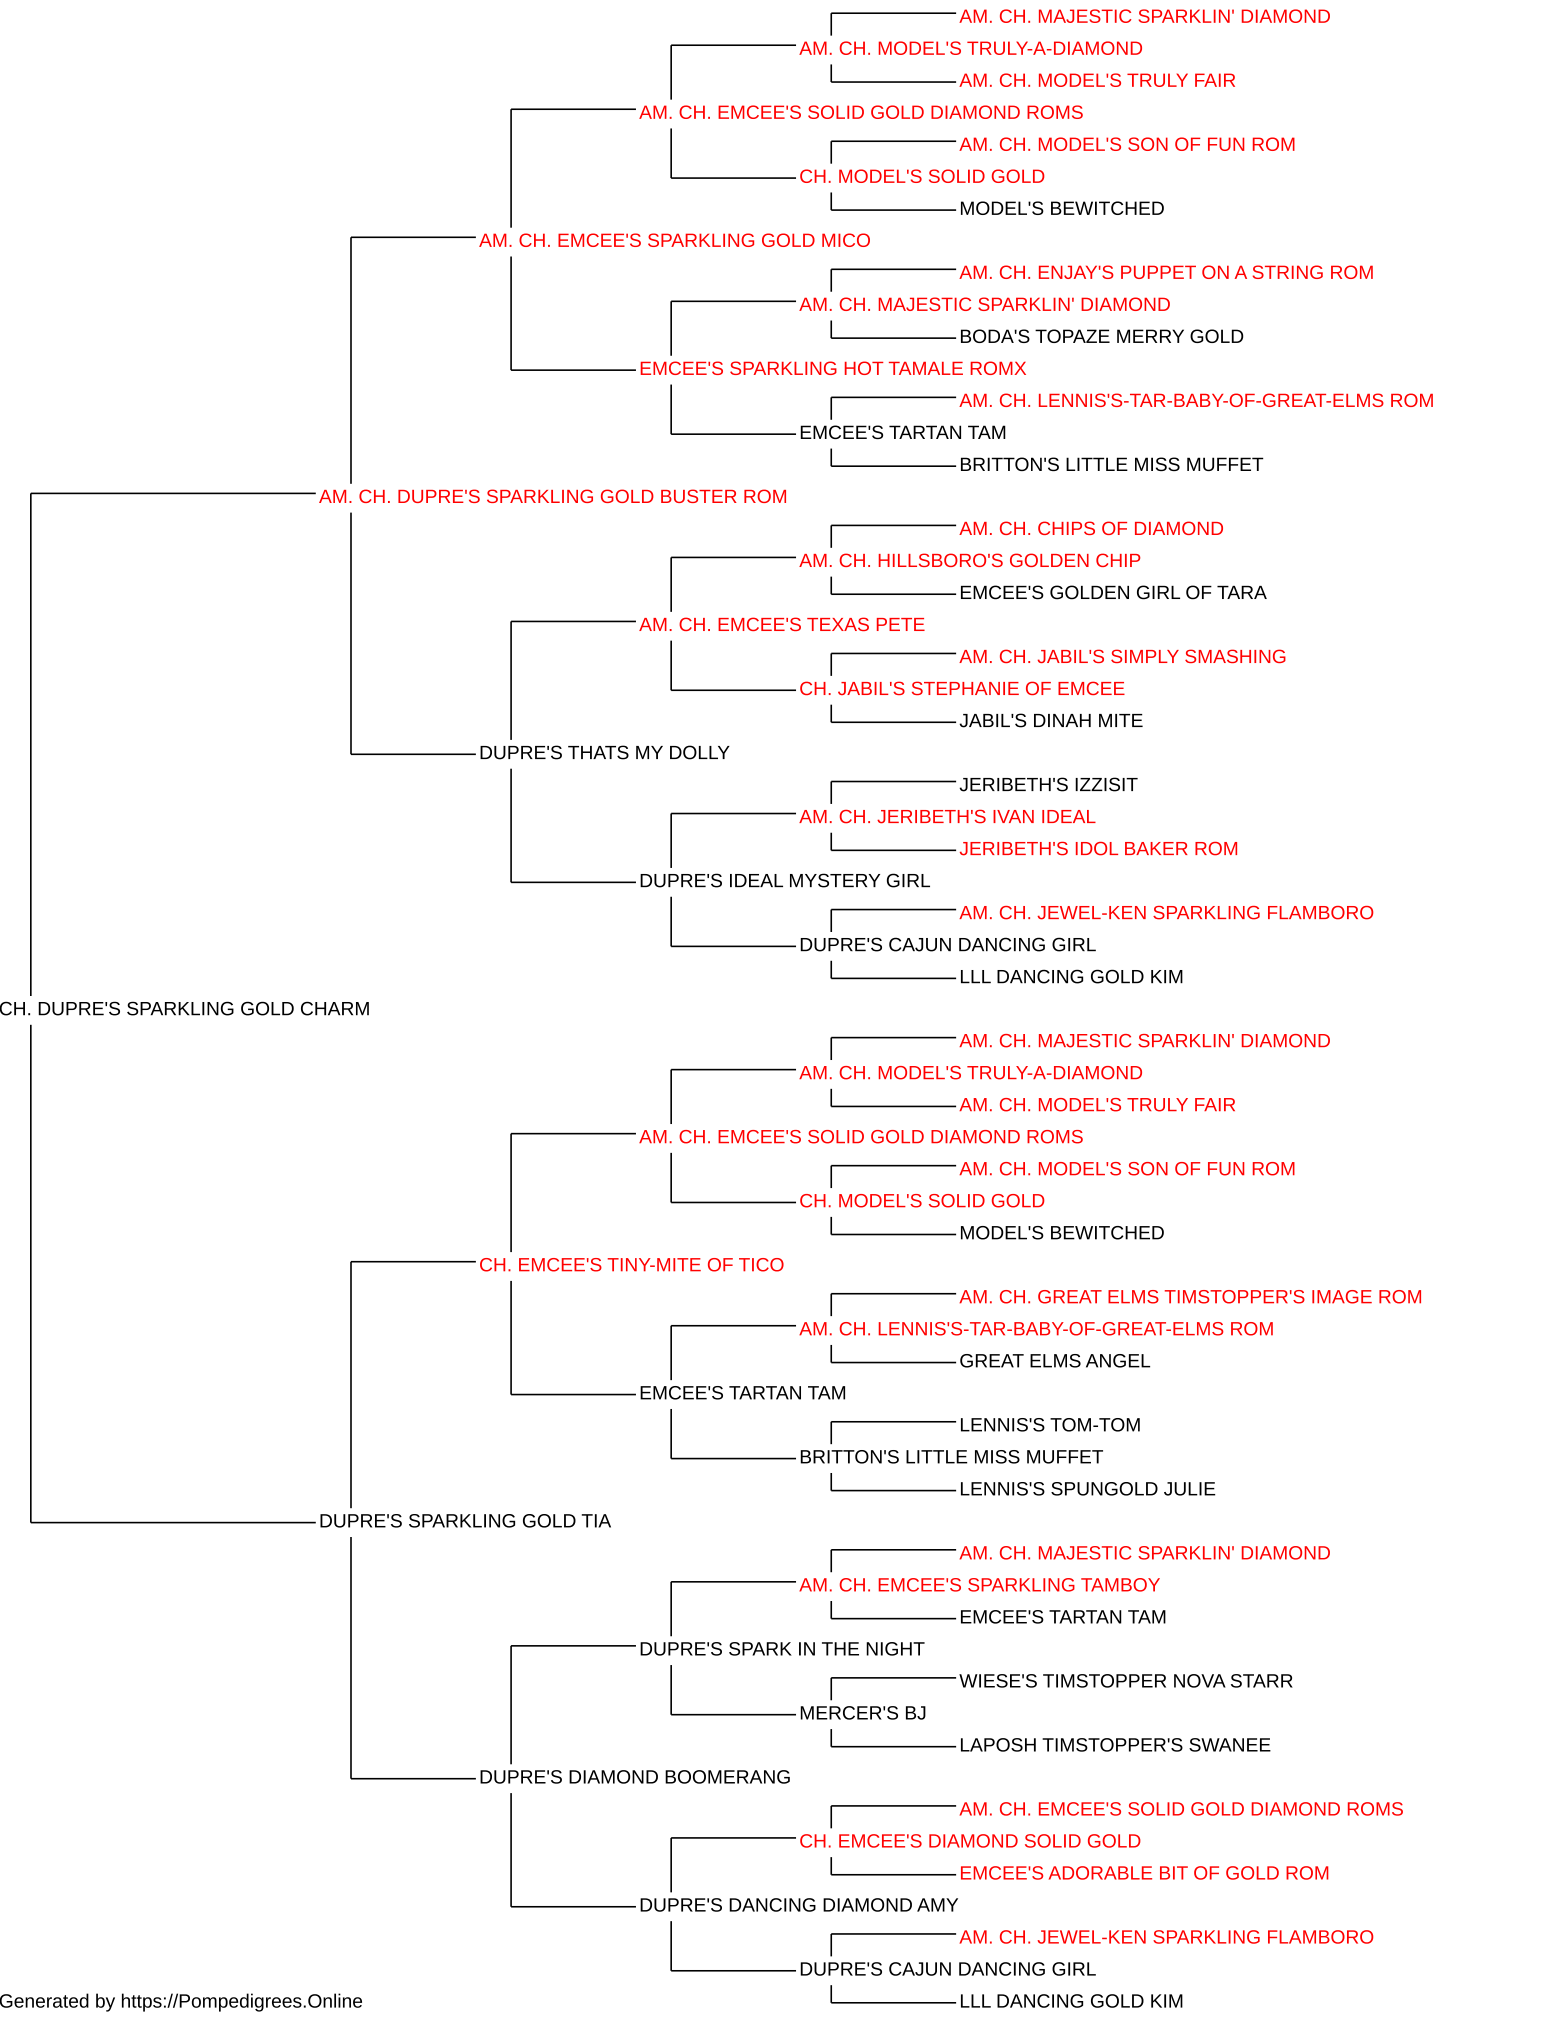 AM. CH. MAJESTIC SPARKLIN' DIAMOND
AM. CH. MODEL'S TRULY-A-DIAMOND
AM. CH. MODEL'S TRULY FAIR
AM. CH. EMCEE'S SOLID GOLD DIAMOND ROMS
AM. CH. MODEL'S SON OF FUN ROM
CH. MODEL'S SOLID GOLD
MODEL'S BEWITCHED
AM. CH. EMCEE'S SPARKLING GOLD MICO
AM. CH. ENJAY'S PUPPET ON A STRING ROM
AM. CH. MAJESTIC SPARKLIN' DIAMOND
BODA'S TOPAZE MERRY GOLD
EMCEE'S SPARKLING HOT TAMALE ROMX
AM. CH. LENNIS'S-TAR-BABY-OF-GREAT-ELMS ROM
EMCEE'S TARTAN TAM
BRITTON'S LITTLE MISS MUFFET
AM. CH. DUPRE'S SPARKLING GOLD BUSTER ROM
AM. CH. CHIPS OF DIAMOND
AM. CH. HILLSBORO'S GOLDEN CHIP
EMCEE'S GOLDEN GIRL OF TARA
AM. CH. EMCEE'S TEXAS PETE
AM. CH. JABIL'S SIMPLY SMASHING
CH. JABIL'S STEPHANIE OF EMCEE
JABIL'S DINAH MITE
DUPRE'S THATS MY DOLLY
JERIBETH'S IZZISIT
AM. CH. JERIBETH'S IVAN IDEAL
JERIBETH'S IDOL BAKER ROM
DUPRE'S IDEAL MYSTERY GIRL
AM. CH. JEWEL-KEN SPARKLING FLAMBORO
DUPRE'S CAJUN DANCING GIRL
LLL DANCING GOLD KIM
CH. DUPRE'S SPARKLING GOLD CHARM
AM. CH. MAJESTIC SPARKLIN' DIAMOND
AM. CH. MODEL'S TRULY-A-DIAMOND
AM. CH. MODEL'S TRULY FAIR
AM. CH. EMCEE'S SOLID GOLD DIAMOND ROMS
AM. CH. MODEL'S SON OF FUN ROM
CH. MODEL'S SOLID GOLD
MODEL'S BEWITCHED
CH. EMCEE'S TINY-MITE OF TICO
AM. CH. GREAT ELMS TIMSTOPPER'S IMAGE ROM
AM. CH. LENNIS'S-TAR-BABY-OF-GREAT-ELMS ROM
GREAT ELMS ANGEL
EMCEE'S TARTAN TAM
LENNIS'S TOM-TOM
BRITTON'S LITTLE MISS MUFFET
LENNIS'S SPUNGOLD JULIE
DUPRE'S SPARKLING GOLD TIA
AM. CH. MAJESTIC SPARKLIN' DIAMOND
AM. CH. EMCEE'S SPARKLING TAMBOY
EMCEE'S TARTAN TAM
DUPRE'S SPARK IN THE NIGHT
WIESE'S TIMSTOPPER NOVA STARR
MERCER'S BJ
LAPOSH TIMSTOPPER'S SWANEE
DUPRE'S DIAMOND BOOMERANG
AM. CH. EMCEE'S SOLID GOLD DIAMOND ROMS
CH. EMCEE'S DIAMOND SOLID GOLD
EMCEE'S ADORABLE BIT OF GOLD ROM
DUPRE'S DANCING DIAMOND AMY
AM. CH. JEWEL-KEN SPARKLING FLAMBORO
DUPRE'S CAJUN DANCING GIRL
LLL DANCING GOLD KIM
Generated by https://Pompedigrees.Online